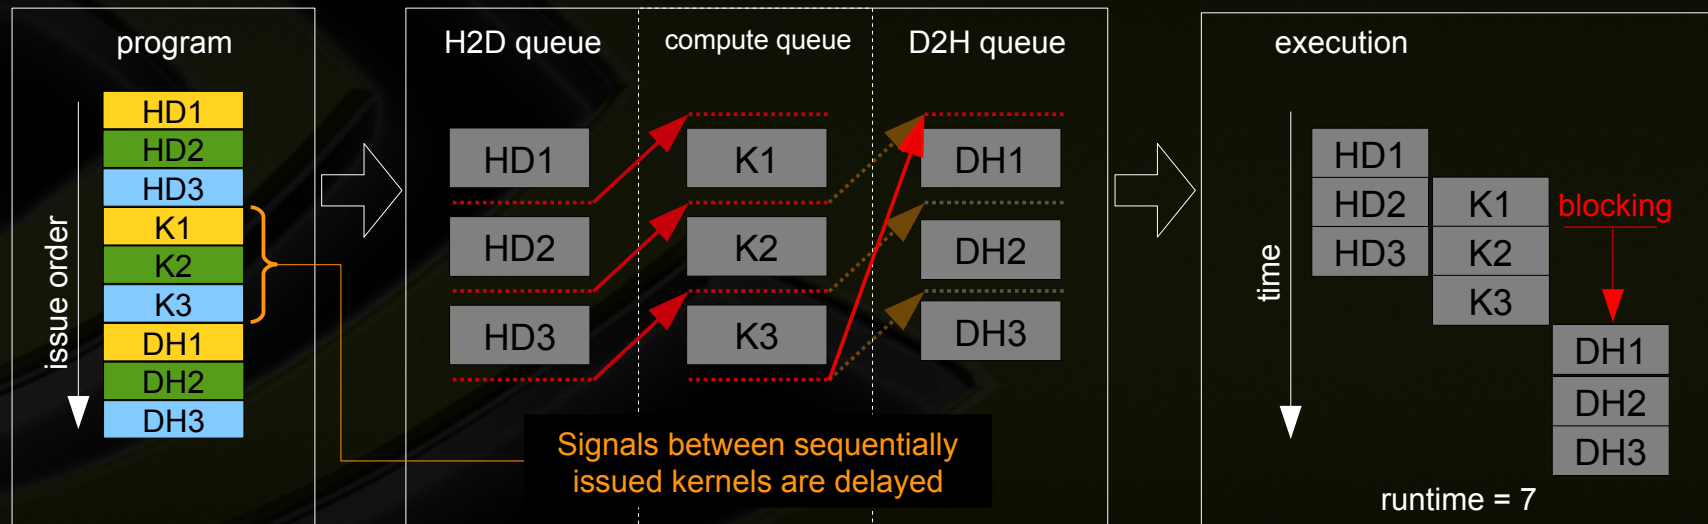 program
HD1
HD2
HD3
K1
K2
K3
DH1
DH2
DH3
issue order
H2D queue
compute queue
D2H queue
HD1
K1
DH1
HD2
K2
DH2
HD3
K3
DH3
Signals between sequentially
issued kernels are delayed
execution
time
HD1
HD2
K1
blocking
HD3
K2
K3
DH1
DH2
DH3
runtime = 7